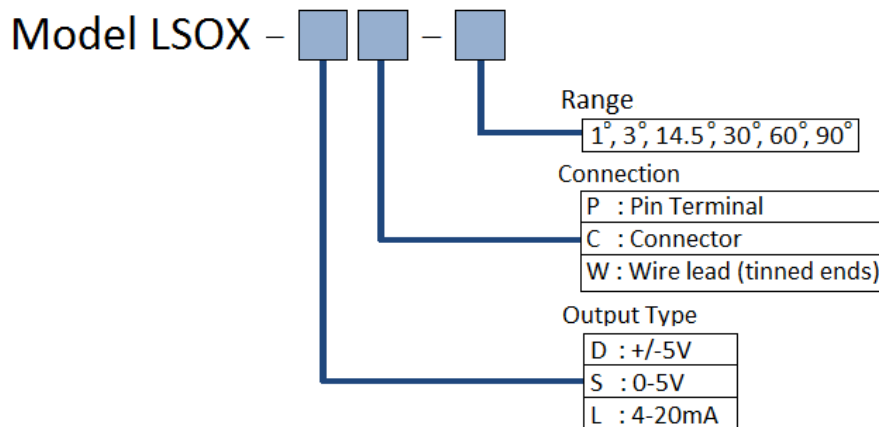 Model LSOX - -
Range
1°, 3°, 14.5°, 30°, 60°, 90°
Connection
P : Pin Terminal
C : Connector
W : Wire lead (tinned ends)
Output Type
D : +/-5V
S : 0-5V
L : 4-20mA